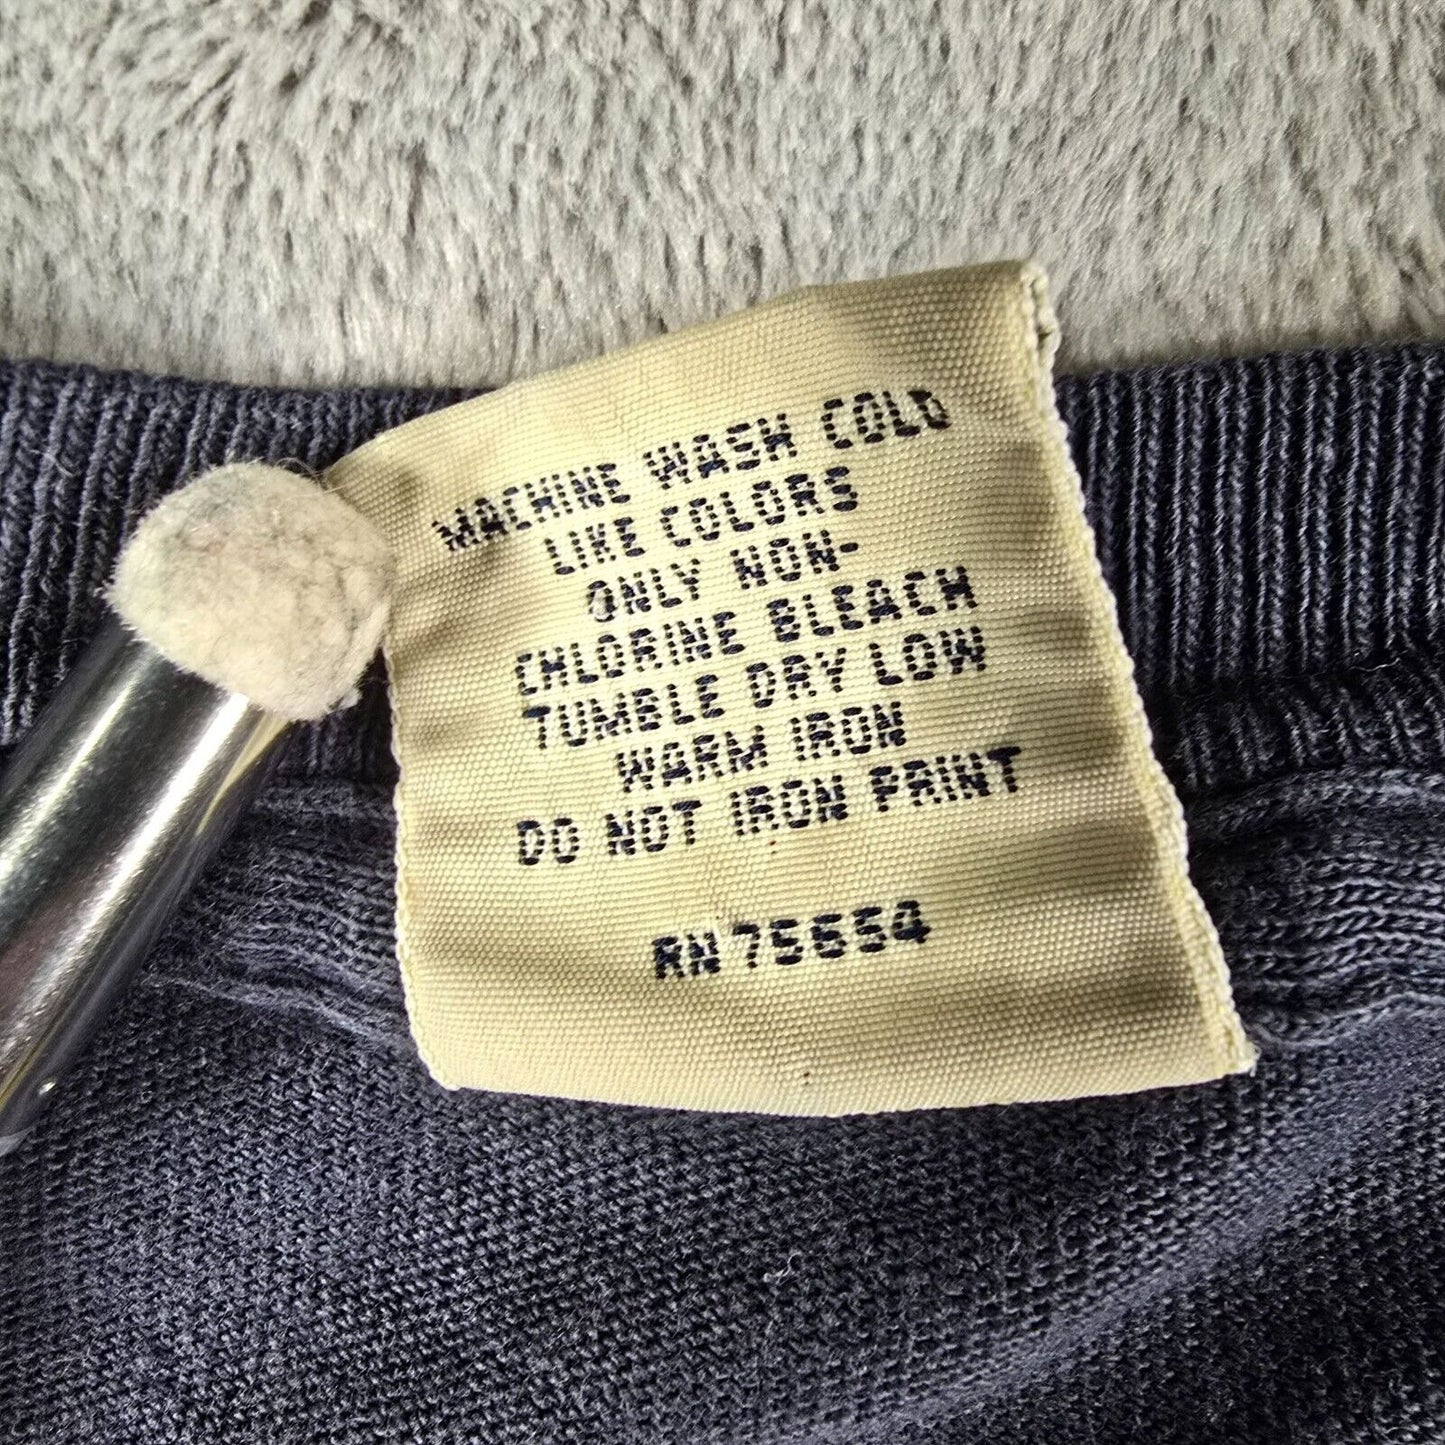 MACHINE WASH COLD
LIKE COLORS
ONLY NON-
CHLORINE BLEACH
TUMBLE DRY LOW
WARM IRON
DO NOT IRON PRINT
RN 75654